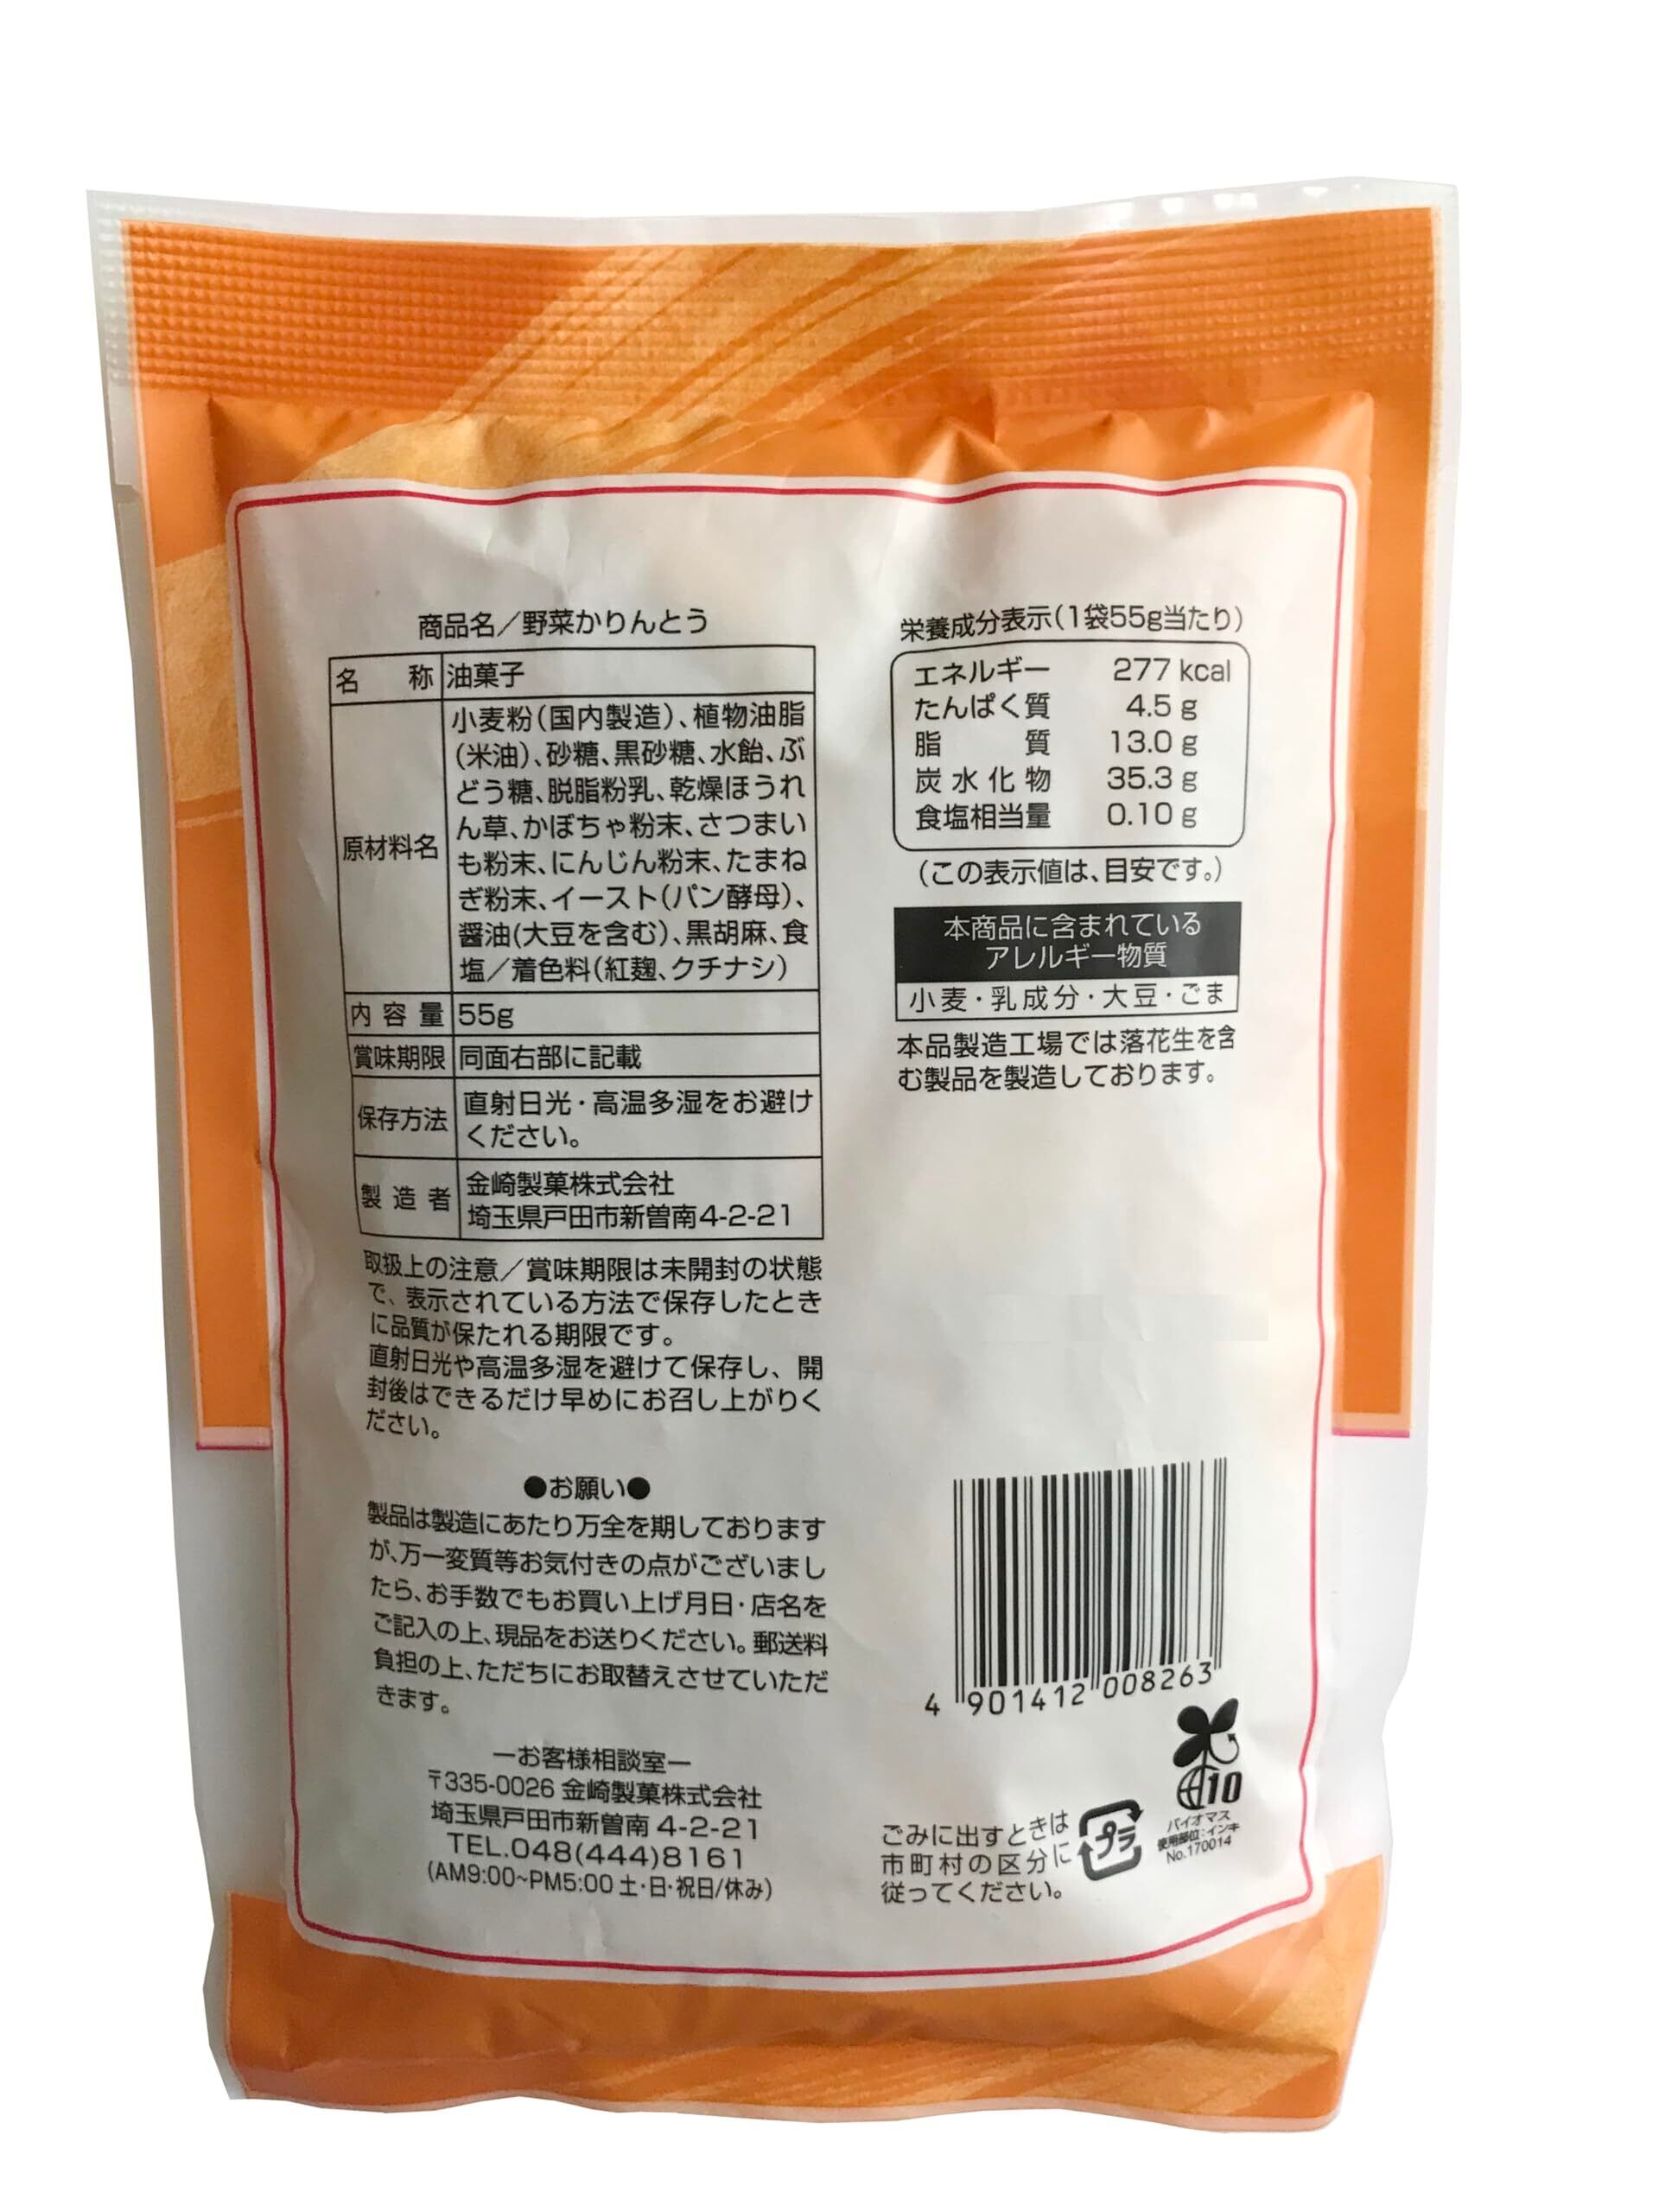 商品名／野菜かりんとう
名　称 油菓子
原材料名
小麦粉(国内製造)、植物油脂
(米油)、砂糖、黒砂糖、水飴、ぶ
どう糖、脱脂粉乳、乾燥ほうれ
ん草、かぼちゃ粉末、さつまい
も粉末、にんじん粉末、たまね
ぎ粉末、イースト(パン酵母)、
醤油(大豆を含む)、黒胡麻、食
塩／着色料(紅麹、クチナシ)
内容量 55g
賞味期限 同面右部に記載
保存方法
直射日光・高温多湿をお避け
ください。
製造者
金崎製菓株式会社
埼玉県戸田市新曽南4-2-21
取扱上の注意／賞味期限は未開封の状態
で、表示されている方法で保存したとき
に品質が保たれる期限です。
直射日光や高温多湿を避けて保存し、開
封後はできるだけ早めにお召し上がりく
ださい。
●お願い●
製品は製造にあたり万全を期しております
が、万一変質等お気付きの点がございまし
たら、お手数でもお買い上げ月日・店名を
ご記入の上、現品をお送りください。郵送料
負担の上、ただちにお取替えさせていただ
きます。
ーお客様相談室ー
〒335-0026 金崎製菓株式会社
埼玉県戸田市新曽南 4-2-21
TEL.048(444)8161
(AM9:00~PM5:00 土・日・祝日/休み)
栄養成分表示(1袋55g当たり)
エネルギー 277 kcal
たんぱく質 4.5 g
脂　質 13.0 g
炭水化物 35.3 g
食塩相当量 0.10 g
(この表示値は、目安です。)
本商品に含まれている
アレルギー物質
小麦・乳成分・大豆・ごま
本品製造工場では落花生を含
む製品を製造しております。
4 901412 008263
10
バイオマス
使用部位:インキ
No.170014
プラ
ごみに出すときは
市町村の区分に
従ってください。